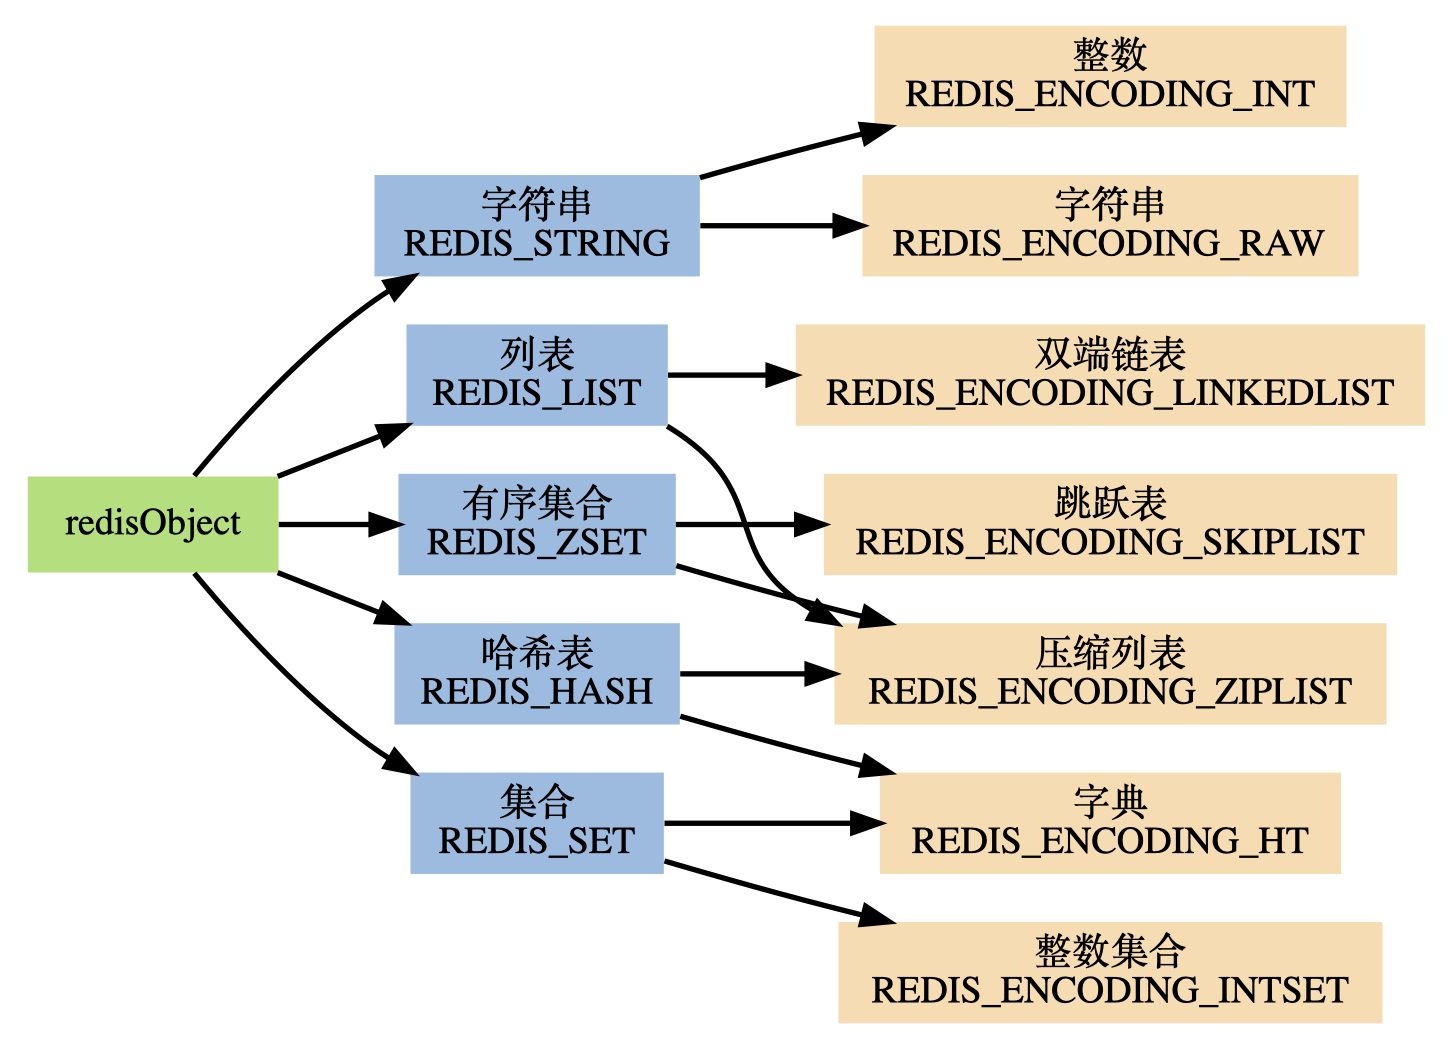 redisObject
字符串
REDIS_STRING
列表
REDIS_LIST
有序集合
REDIS_ZSET
哈希表
REDIS_HASH
集合
REDIS_SET
整数
REDIS_ENCODING_INT
字符串
REDIS_ENCODING_RAW
双端链表
REDIS_ENCODING_LINKEDLIST
跳跃表
REDIS_ENCODING_SKIPLIST
压缩列表
REDIS_ENCODING_ZIPLIST
字典
REDIS_ENCODING_HT
整数集合
REDIS_ENCODING_INTSET